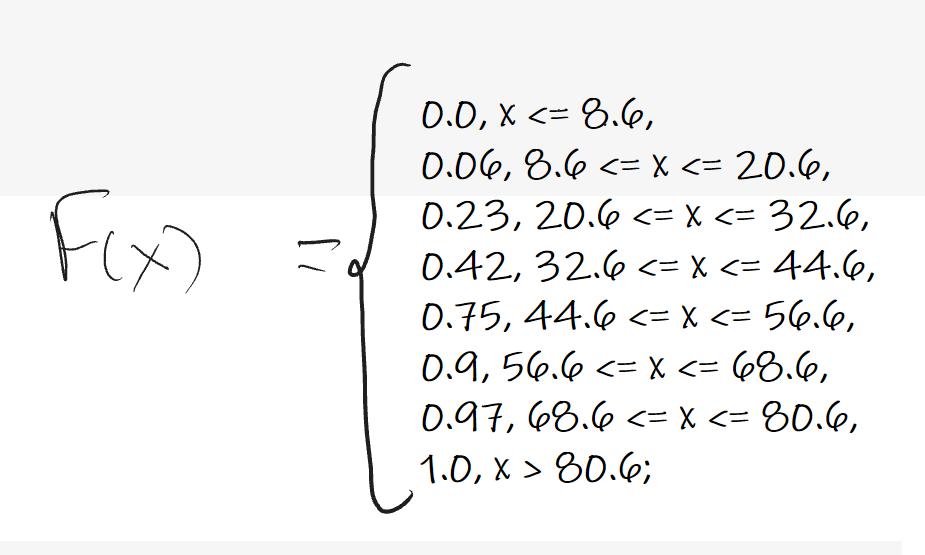 F(x) =
0.0, x <= 8.6,
0.06, 8.6 <= x <= 20.6,
0.23, 20.6 <= x <= 32.6,
0.42, 32.6 <= x <= 44.6,
0.75, 44.6 <= x <= 56.6,
0.9, 56.6 <= x <= 68.6,
0.97, 68.6 <= x <= 80.6,
1.0, x > 80.6;